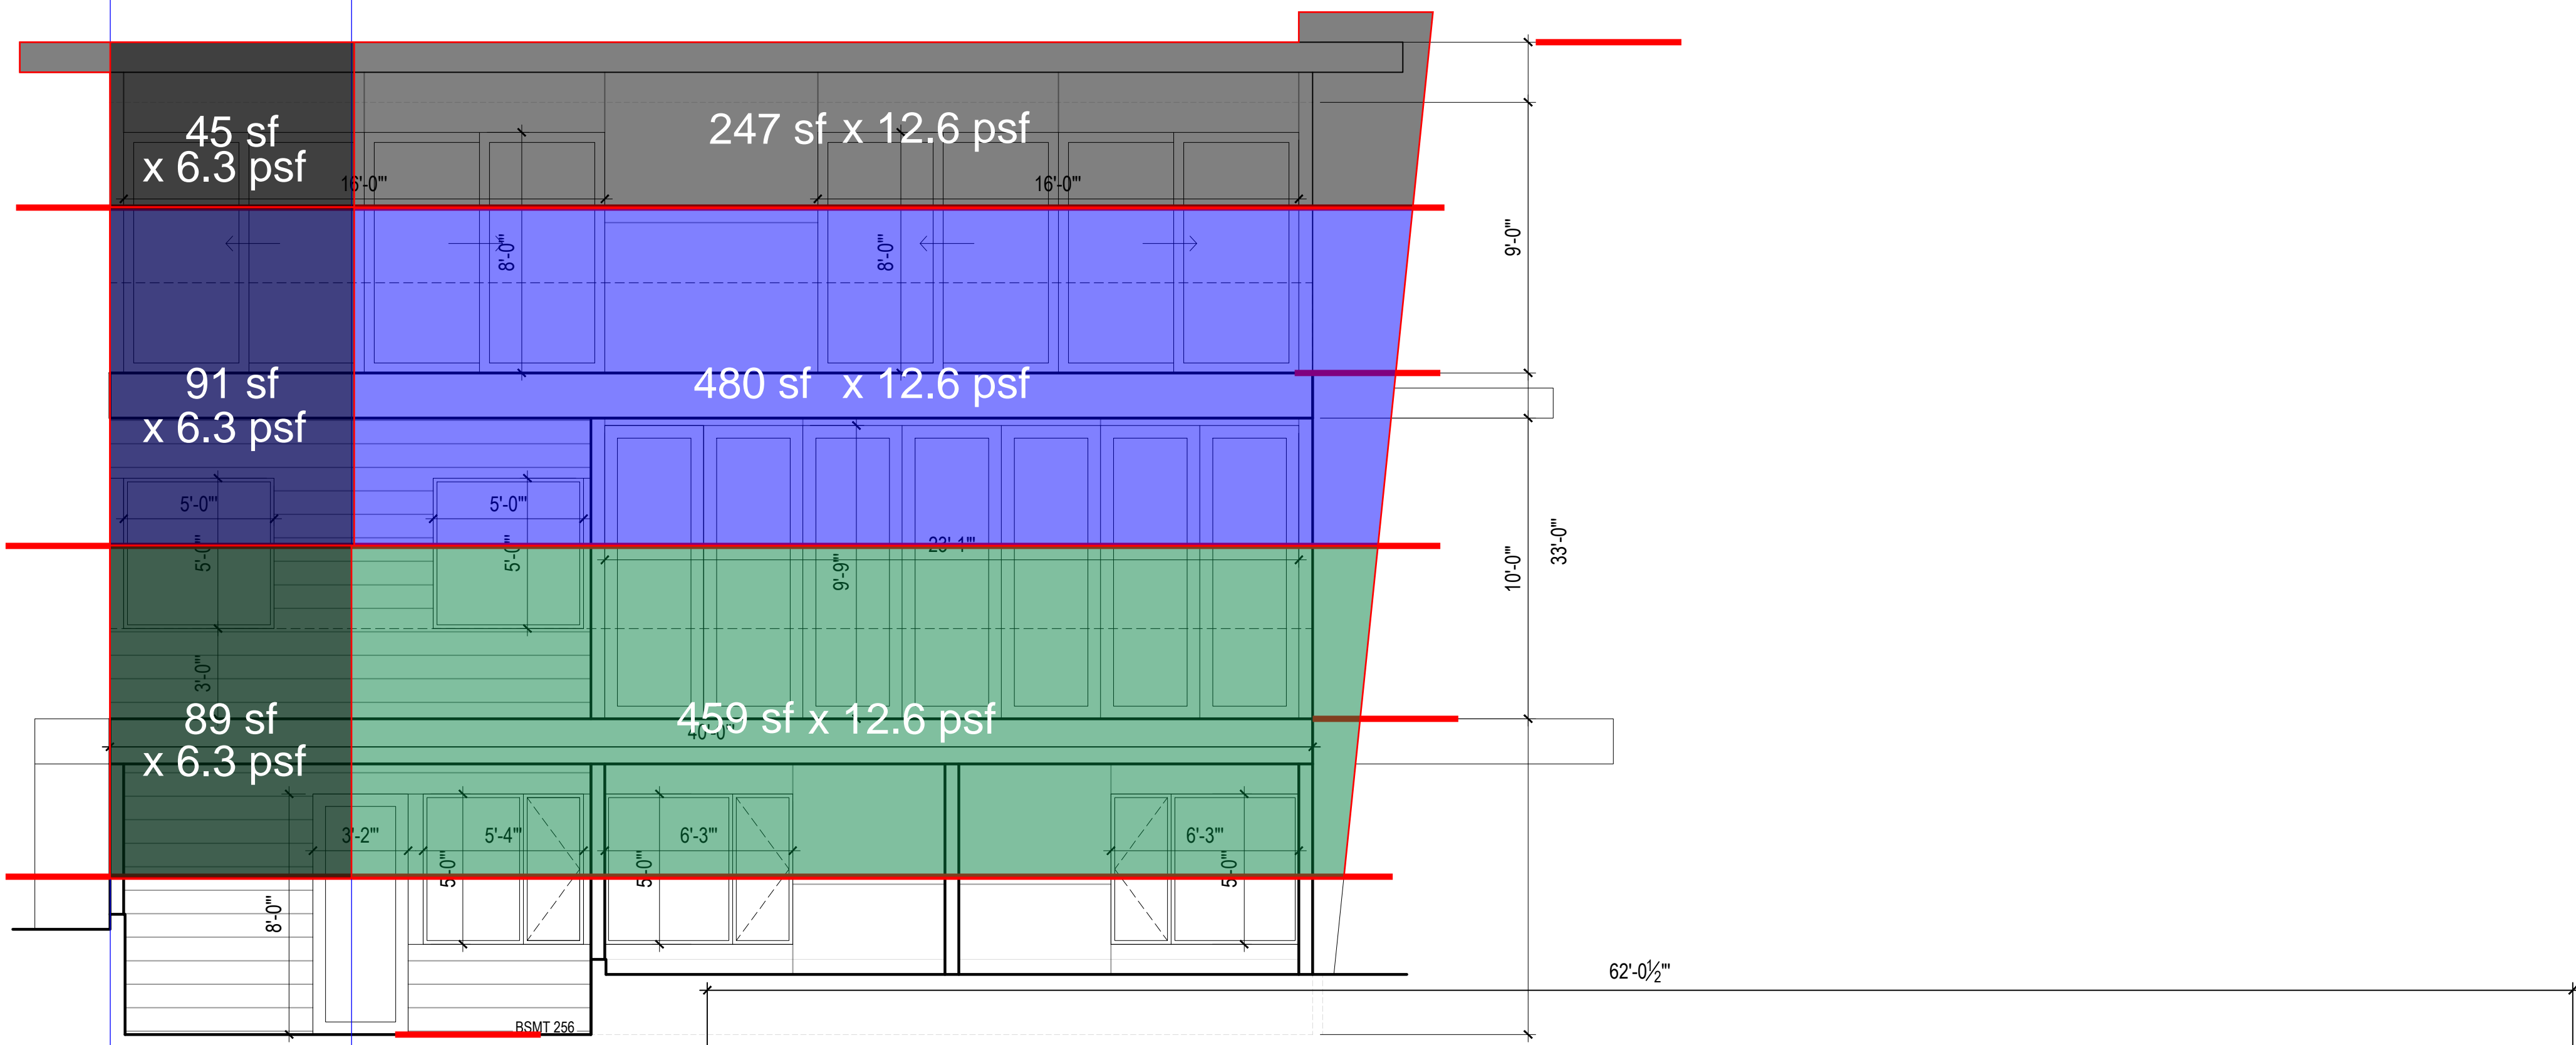 45 sf
x 6.3 psf
247 sf x 12.6 psf
16'-0'"
16'-0'"
8'-0'"
8'-0'"
9'-0'"
91 sf
x 6.3 psf
480 sf x 12.6 psf
5'-0'"
5'-0'"
5'-0'"
5'-0'"
23'-1'"
9'-9'"
10'-0'"
33'-0'"
3'-0'"
89 sf
x 6.3 psf
459 sf x 12.6 psf
40'-0'"
3'-2'"
5'-4'"
6'-3'"
6'-3'"
5'-0'"
5'-0'"
5'-0'"
8'-0'"
62'-0½'"
BSMT 256